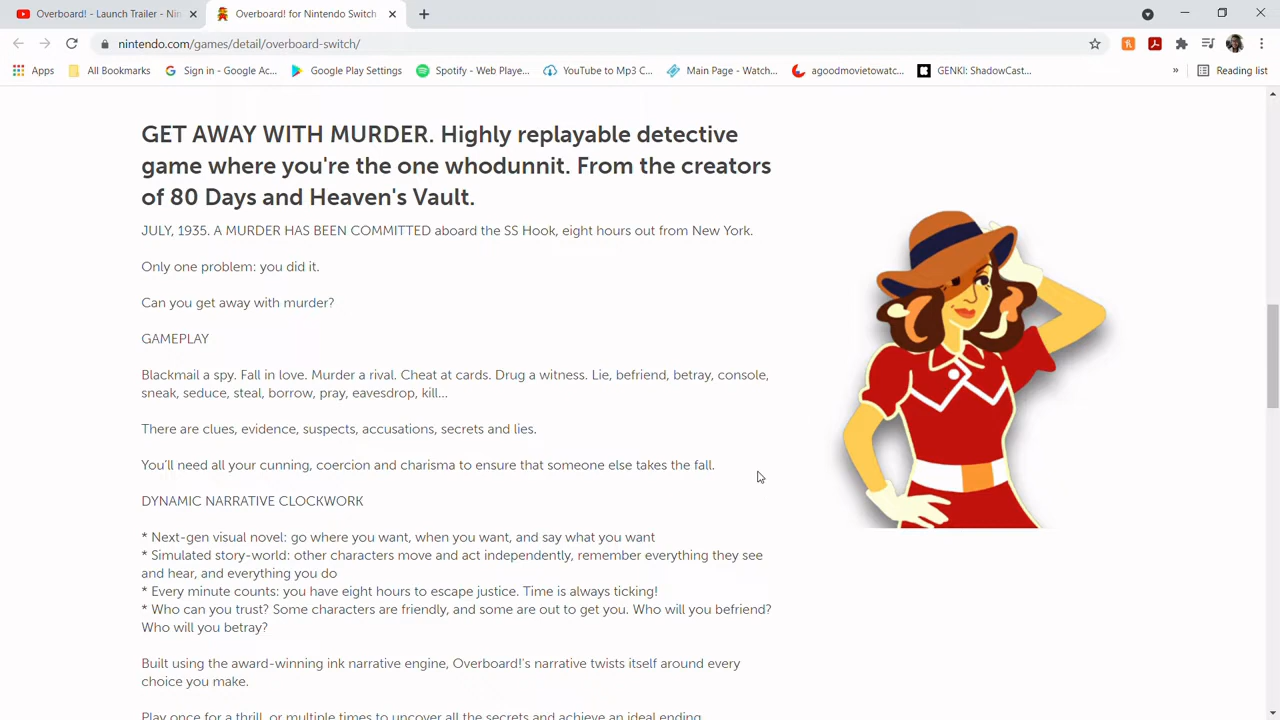 Overboard! - Launch Trailer - Nin
Overboard! for Nintendo Switch
nintendo.com/games/detail/overboard-switch/
Apps
All Bookmarks
Sign in - Google Ac...
Google Play Settings
Spotify - Web Playe...
YouTube to Mp3 C...
Main Page - Watch...
agoodmovietowatc...
GENKI: ShadowCast...
»
Reading list
GET AWAY WITH MURDER. Highly replayable detective
game where you're the one whodunnit. From the creators
of 80 Days and Heaven's Vault.
JULY, 1935. A MURDER HAS BEEN COMMITTED aboard the SS Hook, eight hours out from New York.
Only one problem: you did it.
Can you get away with murder?
GAMEPLAY
Blackmail a spy. Fall in love. Murder a rival. Cheat at cards. Drug a witness. Lie, befriend, betray, console,
sneak, seduce, steal, borrow, pray, eavesdrop, kill...
There are clues, evidence, suspects, accusations, secrets and lies.
You'll need all your cunning, coercion and charisma to ensure that someone else takes the fall.
DYNAMIC NARRATIVE CLOCKWORK
* Next-gen visual novel: go where you want, when you want, and say what you want
* Simulated story-world: other characters move and act independently, remember everything they see
and hear, and everything you do
* Every minute counts: you have eight hours to escape justice. Time is always ticking!
* Who can you trust? Some characters are friendly, and some are out to get you. Who will you befriend?
Who will you betray?
Built using the award-winning ink narrative engine, Overboard!'s narrative twists itself around every
choice you make.
Play once for a thrill, or multiple times to uncover all the secrets and achieve an ideal ending.